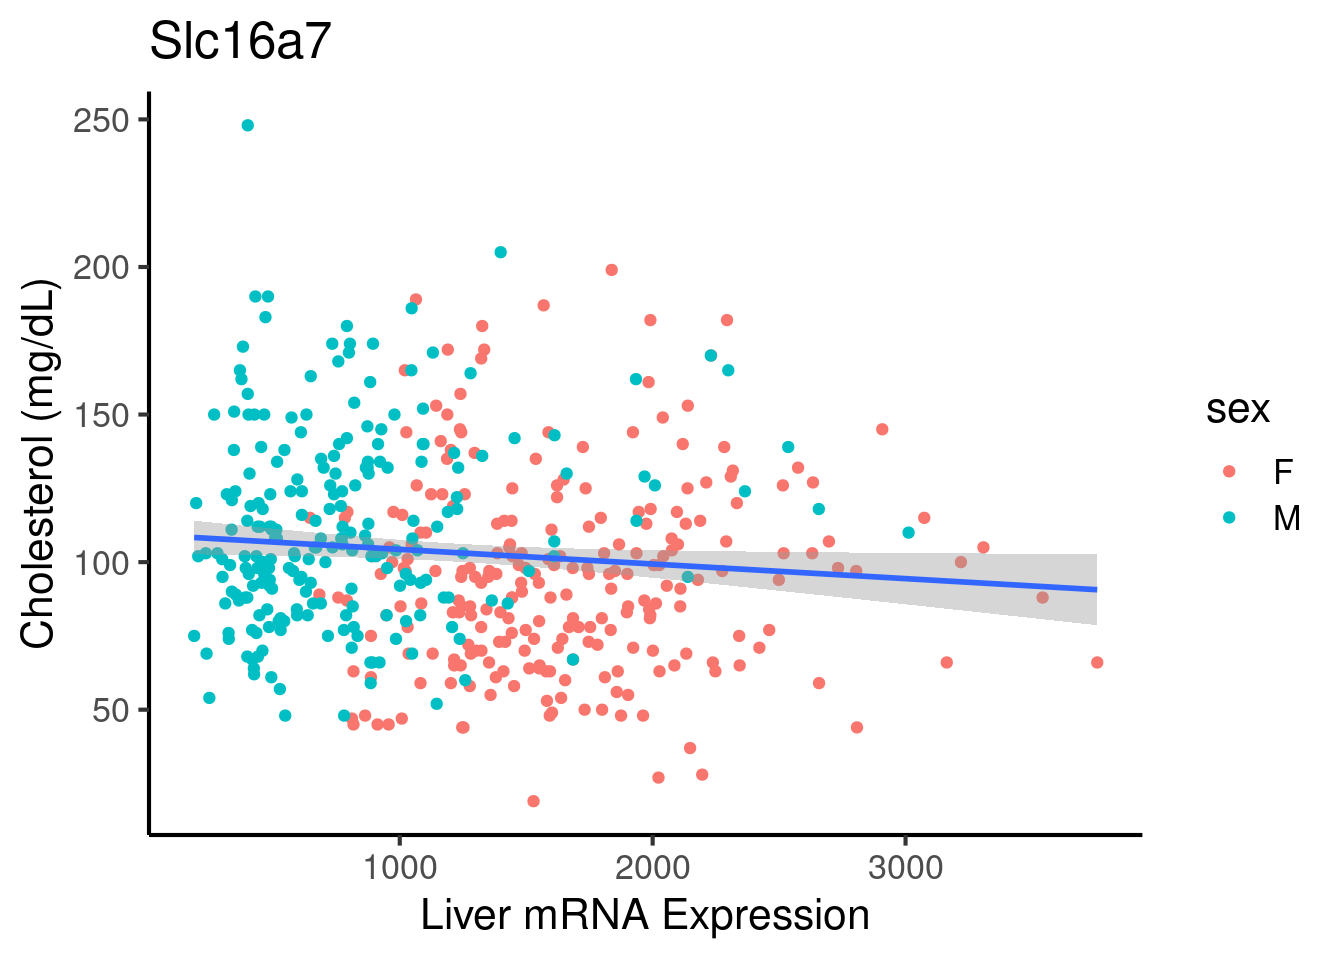 Slc16a7
250
200
150
100
50
Cholesterol (mg/dL)
1000 2000 3000
Liver mRNA Expression
sex
F
M